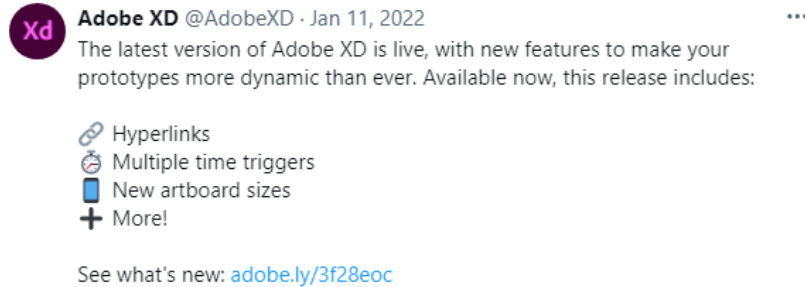 Xd
Adobe XD @AdobeXD · Jan 11, 2022
The latest version of Adobe XD is live, with new features to make your
prototypes more dynamic than ever. Available now, this release includes:
🔗 Hyperlinks
⏱ Multiple time triggers
📱 New artboard sizes
➕ More!
See what's new: adobe.ly/3f28eoc